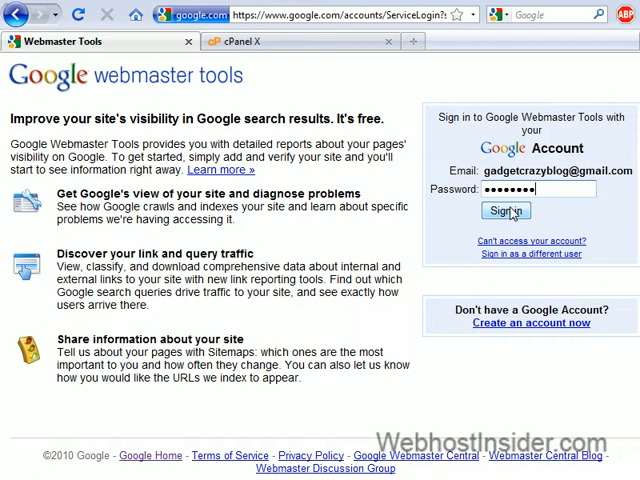 google.com https://www.google.com/accounts/ServiceLogin?s
Google
ABP
Webmaster Tools
cP cPanel X
Google webmaster tools
Improve your site's visibility in Google search results. It's free.
Google Webmaster Tools provides you with detailed reports about your pages'
visibility on Google. To get started, simply add and verify your site and you'll
start to see information right away. Learn more »
Get Google's view of your site and diagnose problems
See how Google crawls and indexes your site and learn about specific
problems we're having accessing it.
Discover your link and query traffic
View, classify, and download comprehensive data about internal and
external links to your site with new link reporting tools. Find out which
Google search queries drive traffic to your site, and see exactly how
users arrive there.
Share information about your site
Tell us about your pages with Sitemaps: which ones are the most
important to you and how often they change. You can also let us know
how you would like the URLs we index to appear.
Sign in to Google Webmaster Tools with
your
Google Account
Email: gadgetcrazyblog@gmail.com
Password: ••••••••
Sign in
Can't access your account?
Sign in as a different user
Don't have a Google Account?
Create an account now
WebhostInsider.com
©2010 Google - Google Home - Terms of Service - Privacy Policy - Google Webmaster Central - Webmaster Central Blog -
Webmaster Discussion Group